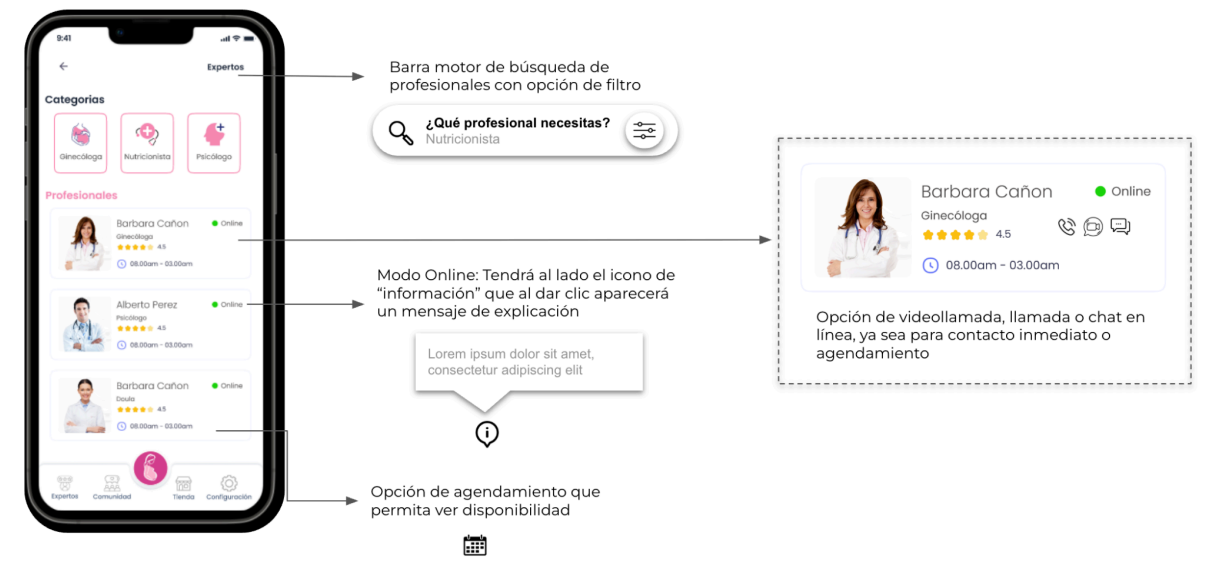 9:41
Expertos
Categorias
Ginecóloga
Nutricionista
Psicólogo
Profesionales
Barbara Cañon
Online
Ginecóloga
4.5
08.00am - 03.00am
Alberto Perez
Online
Psicólogo
4.5
08.00am - 03.00am
Barbara Cañon
Online
Doula
4.5
08.00am - 03.00am
Expertos
Comunidad
Tienda
Configuración
Barra motor de búsqueda de
profesionales con opción de filtro
¿Qué profesional necesitas?
Nutricionista
Modo Online: Tendrá al lado el icono de
“información” que al dar clic aparecerá
un mensaje de explicación
Lorem ipsum dolor sit amet,
consectetur adipiscing elit
Opción de agendamiento que
permita ver disponibilidad
Barbara Cañon
Online
Ginecóloga
4.5
08.00am - 03.00am
Opción de videollamada, llamada o chat en
línea, ya sea para contacto inmediato o
agendamiento